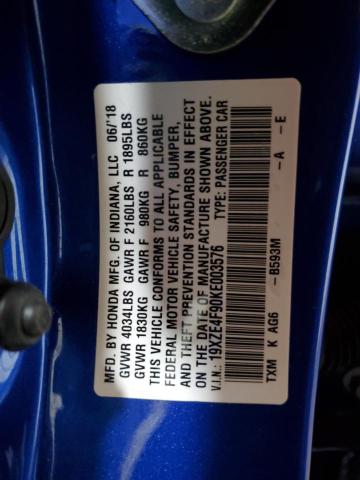 MFD. BY HONDA MFG. OF INDIANA, LLC 06/'18
GVWR 4034LBS GAWR F 2160LBS R 1895LBS
GVWR 1830KG GAWR F 980KG R 860KG
THIS VEHICLE CONFORMS TO ALL APPLICABLE
FEDERAL MOTOR VEHICLE SAFETY, BUMPER,
AND THEFT PREVENTION STANDARDS IN EFFECT
ON THE DATE OF MANUFACTURE SHOWN ABOVE.
V.I.N.: 19XZE4F90KE003576 TYPE: PASSENGER CAR
TXM K AG6 -B593M -A -E